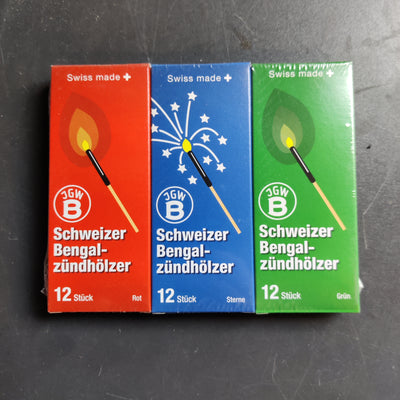 Swiss made +
JGW
B
Schweizer
Bengal-
zündhölzer
12 Stück
Rot
Swiss made +
JGW
B
Schweizer
Bengal-
zündhölzer
12 Stück
Sterne
Swiss made +
JGW
B
Schweizer
Bengal-
zündhölzer
12 Stück
Grün